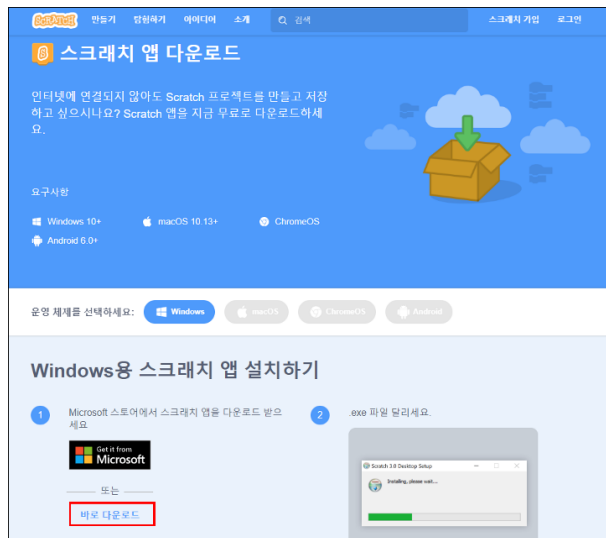 SCRATCH 만들기 탐험하기 아이디어 소개 검색 스크래치 가입 로그인
스크래치 앱 다운로드
인터넷에 연결되지 않아도 Scratch 프로젝트를 만들고 저장
하고 싶으시나요? Scratch 앱을 지금 무료로 다운로드하세
요.
요구사항
Windows 10+ macOS 10.13+ ChromeOS
Android 6.0+
운영 체제를 선택하세요: Windows macOS ChromeOS Android
Windows용 스크래치 앱 설치하기
1 Microsoft 스토어에서 스크래치 앱을 다운로드 받으
세요
2 .exe 파일 달리세요.
Get it from
Microsoft
또는
바로 다운로드
Scratch 3.0 Desktop Setup
Installing, please wait...